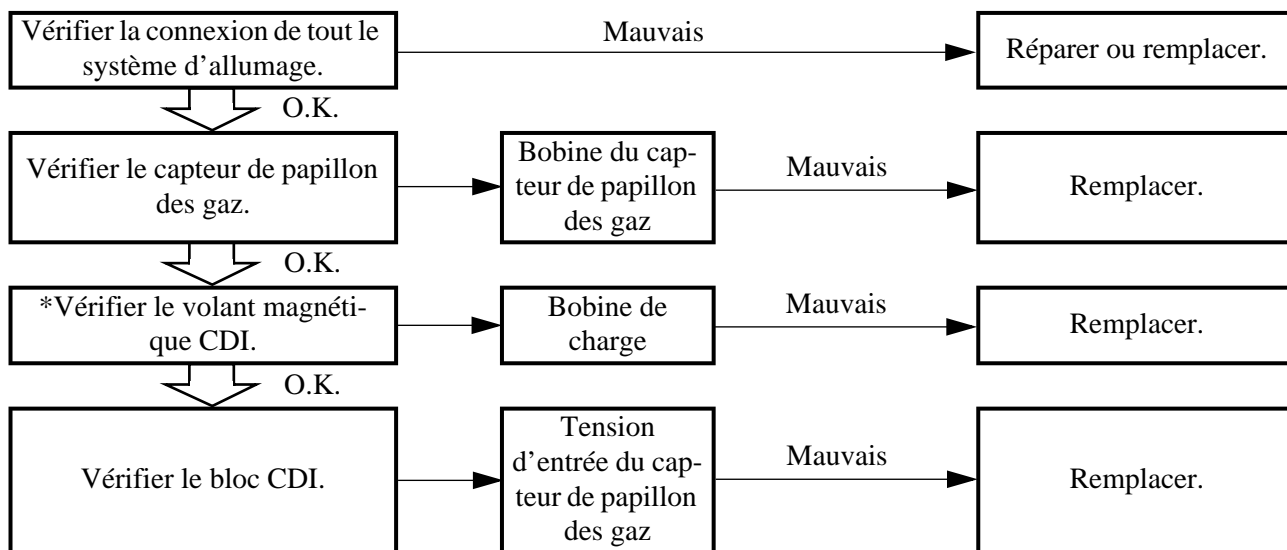 Vérifier la connexion de tout le
système d'allumage.
Mauvais
Réparer ou remplacer.
O.K.
Vérifier le capteur de papillon
des gaz.
Bobine du cap-
teur de papillon
des gaz
Mauvais
Remplacer.
O.K.
*Vérifier le volant magnéti-
que CDI.
Bobine de
charge
Mauvais
Remplacer.
O.K.
Vérifier le bloc CDI.
Tension
d'entrée du cap-
teur de papillon
des gaz
Mauvais
Remplacer.